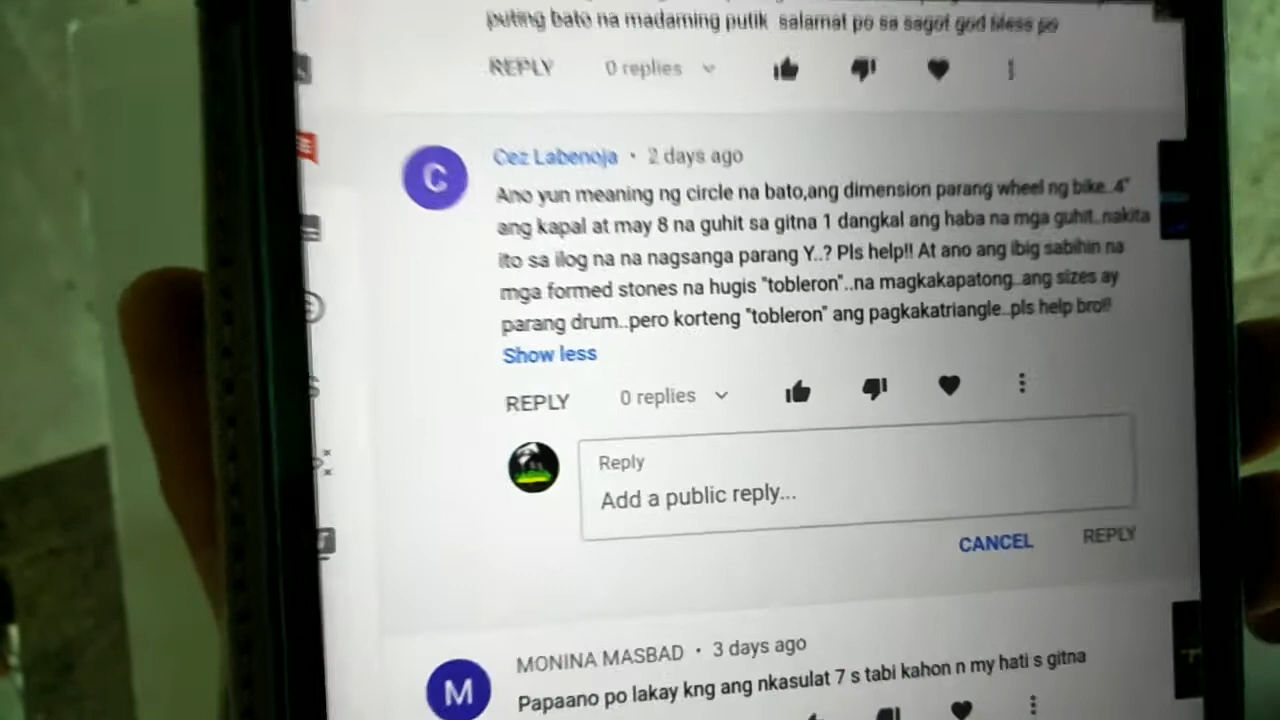 puting bato na madaming putik salamat po sa sagot god bless po
REPLY 0 replies
Cez Labenoja • 2 days ago
Ano yun meaning ng circle na bato,ang dimension parang wheel ng bike..4"
ang kapal at may 8 na guhit sa gitna 1 dangkal ang haba na mga guhit..nakita
ito sa ilog na na nagsanga parang Y..? Pls help!! At ano ang ibig sabihin na
mga formed stones na hugis "tobleron"..na magkakapatong..ang sizes ay
parang drum..pero korteng "tobleron" ang pagkakatriangle..pls help bro!!
Show less
REPLY 0 replies
Reply
Add a public reply...
CANCEL REPLY
MONINA MASBAD • 3 days ago
Papaano po lakay kng ang nkasulat 7 s tabi kahon n my hati s gitna
C
M